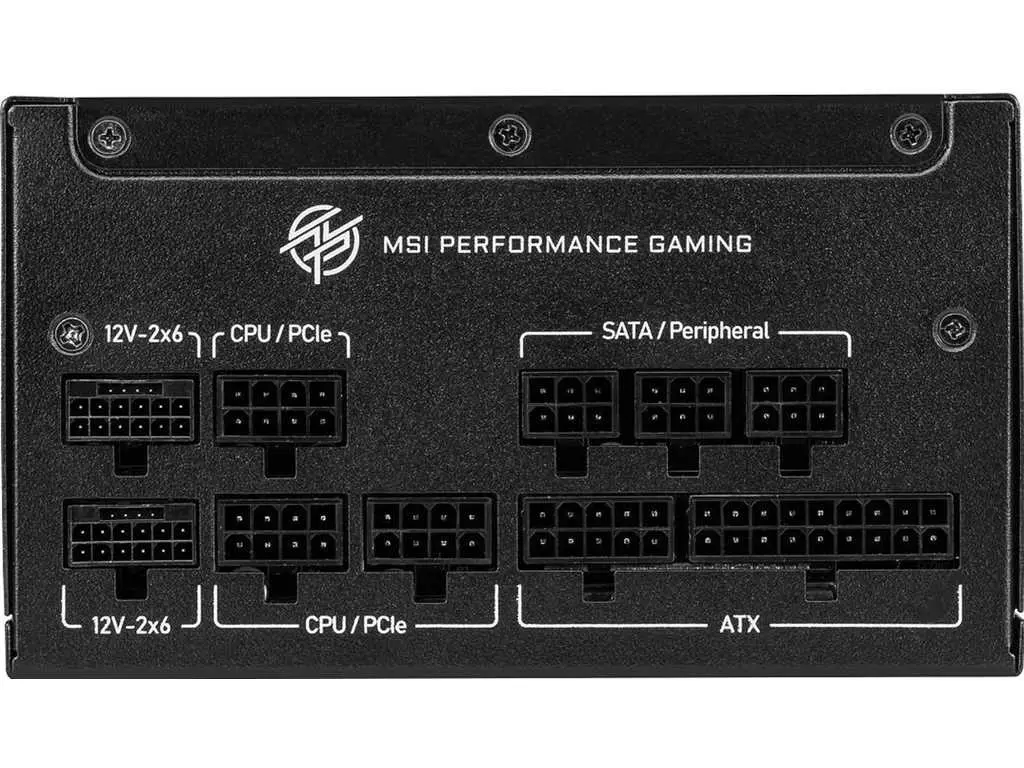 MSI PERFORMANCE GAMING
12V-2x6
CPU / PCIe
SATA / Peripheral
12V-2x6
CPU / PCIe
ATX